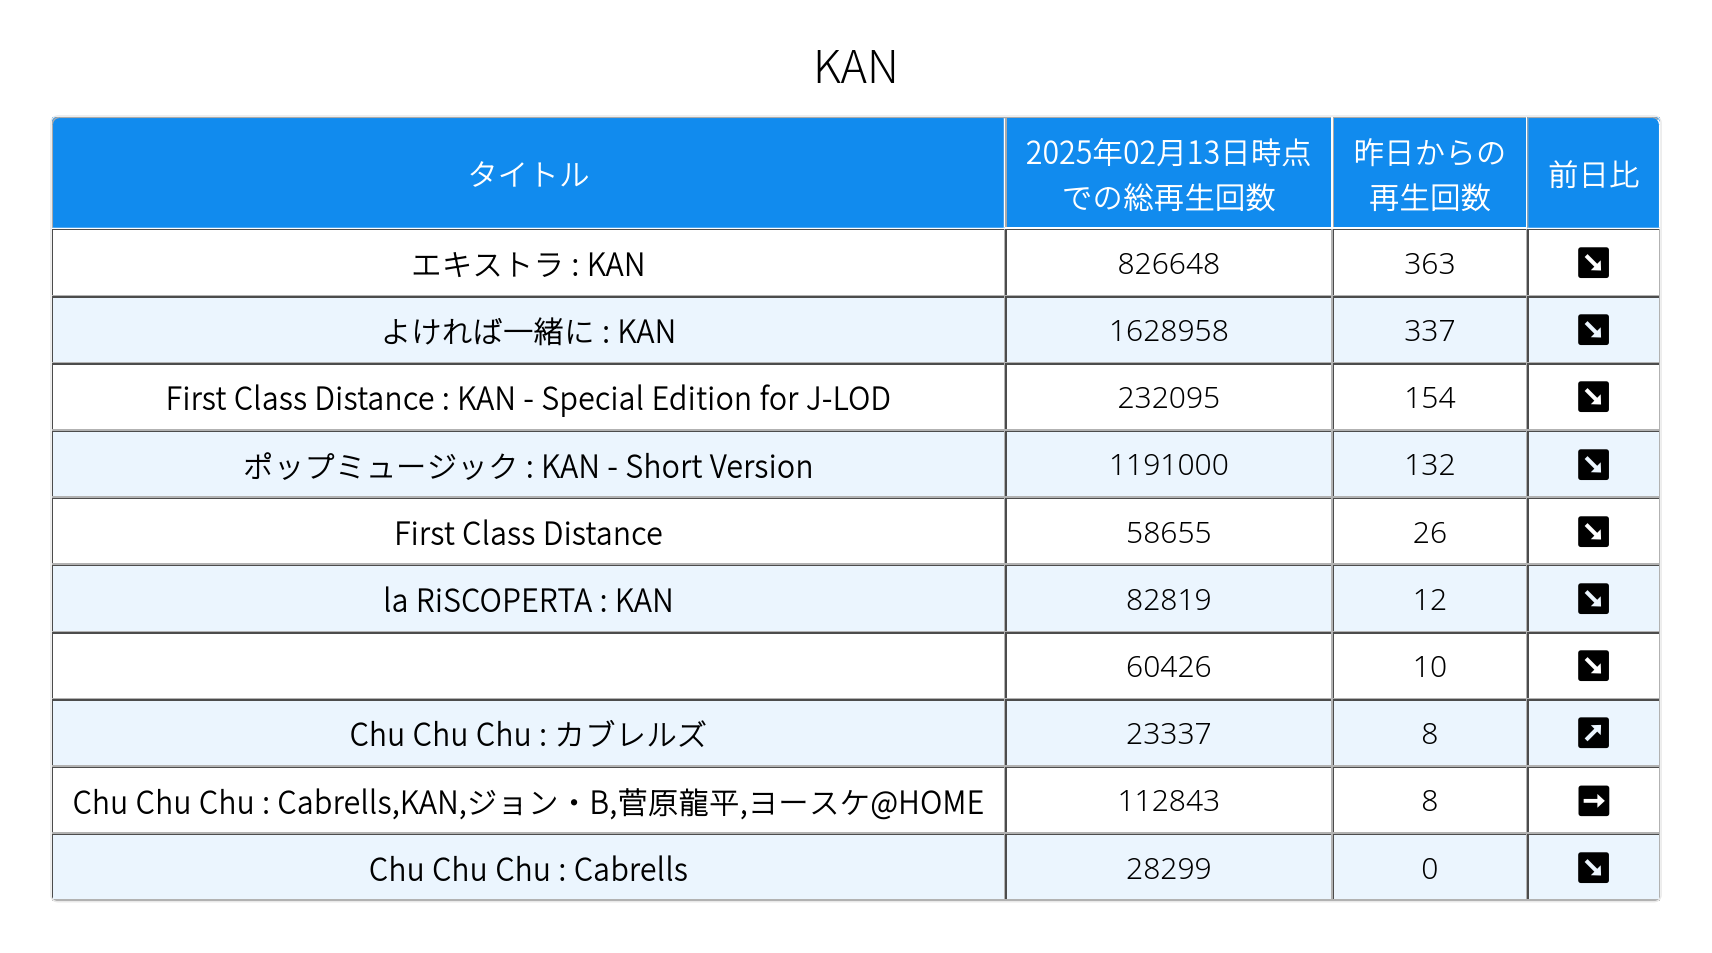 KAN
タイトル
2025年02月13日時点
での総再生回数
昨日からの
再生回数
前日比
エキストラ : KAN 826648 363
よければ一緒に : KAN 1628958 337
First Class Distance : KAN - Special Edition for J-LOD 232095 154
ポップミュージック : KAN - Short Version 1191000 132
First Class Distance 58655 26
la RiSCOPERTA : KAN 82819 12
60426 10
Chu Chu Chu : カブレルズ 23337 8
Chu Chu Chu : Cabrells,KAN,ジョン・B,菅原龍平,ヨースケ@HOME 112843 8
Chu Chu Chu : Cabrells 28299 0